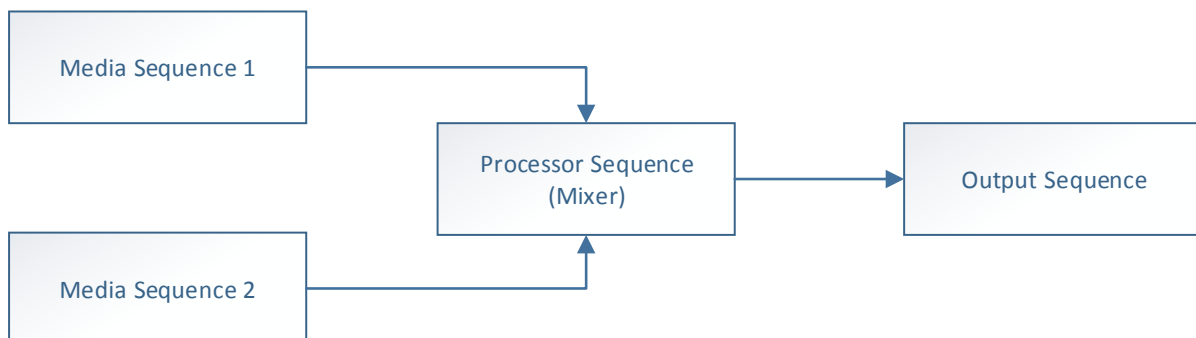 Media Sequence 1
Processor Sequence
(Mixer)
Output Sequence
Media Sequence 2